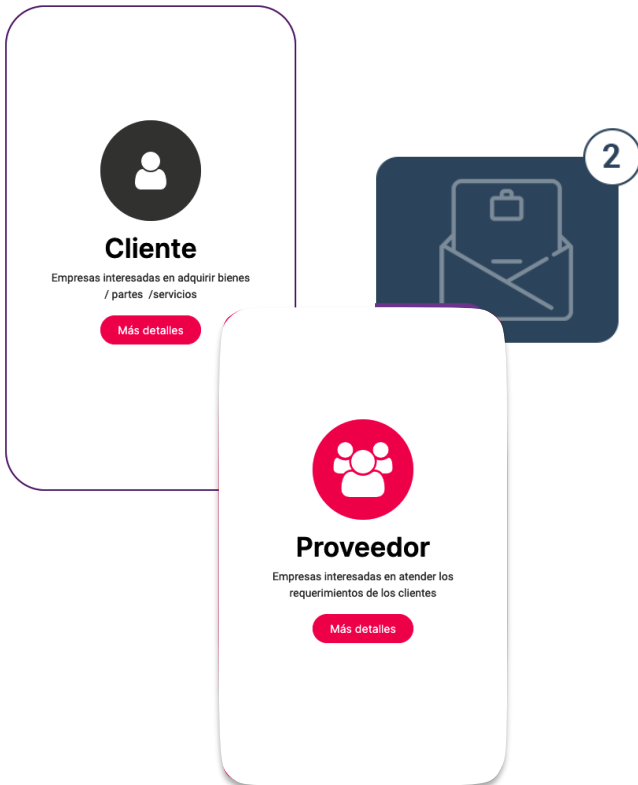 Cliente
Empresas interesadas en adquirir bienes
/ partes /servicios
Más detalles
2
Proveedor
Empresas interesadas en atender los
requerimientos de los clientes
Más detalles